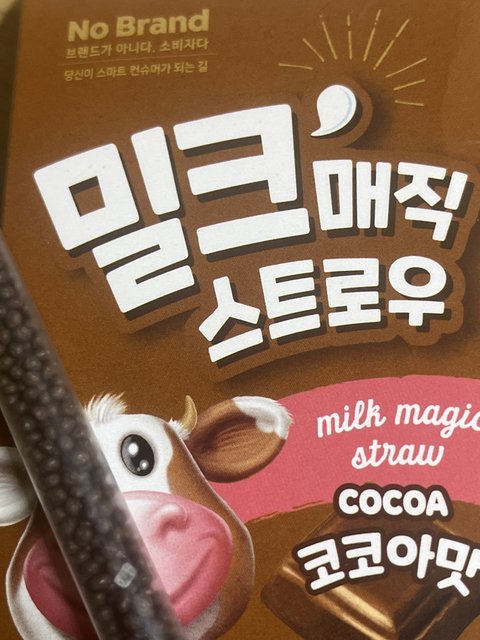 No Brand
브랜드가 아니다. 소비자다
당신이 스마트 컨슈머가 되는 길
밀크 매직
스트로우
milk magic
straw
COCOA
코코아맛